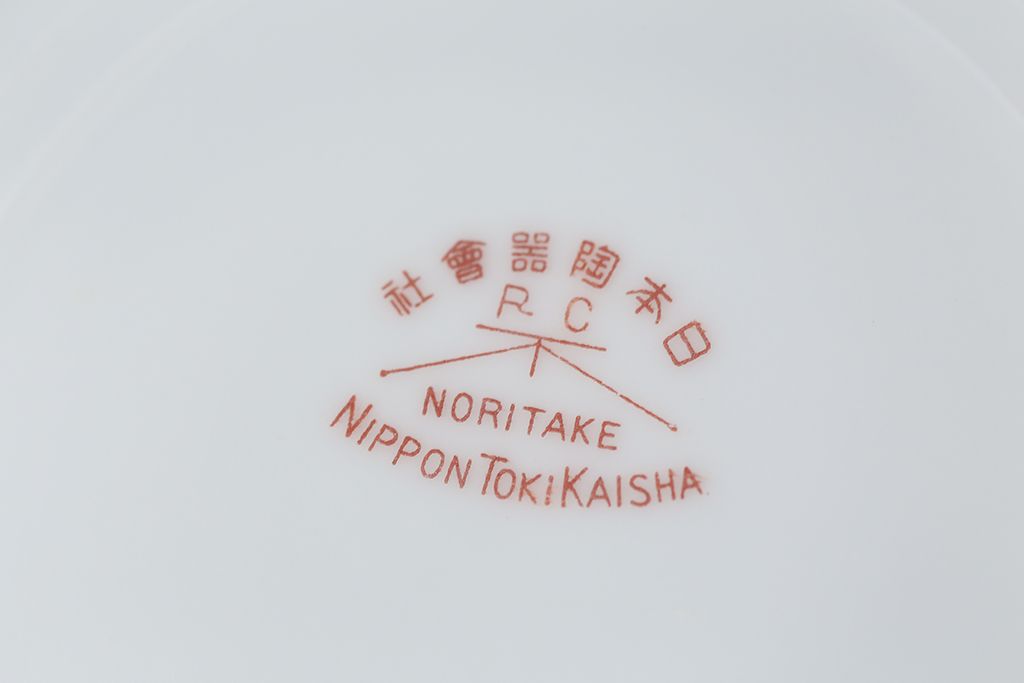 社會器陶本日
R C
NORITAKE
NIPPON TOKI KAISHA